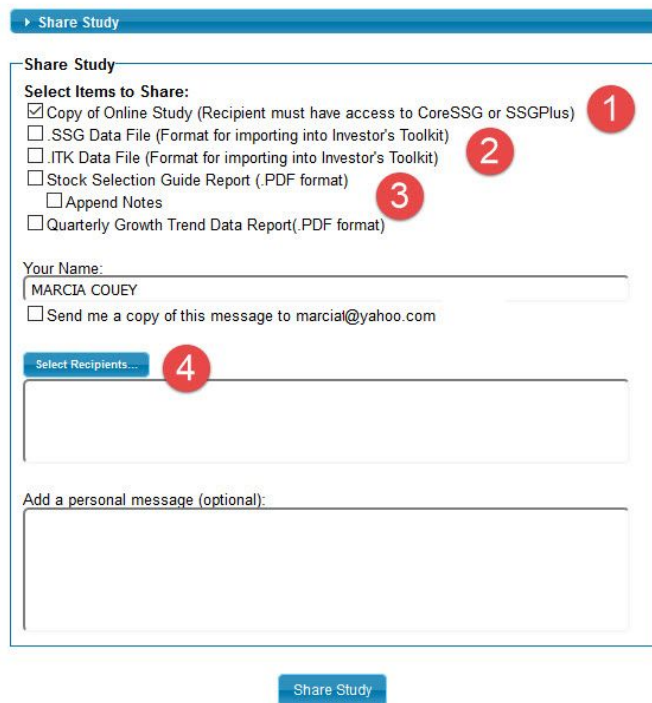 Share Study
Share Study
Select Items to Share:
Copy of Online Study (Recipient must have access to CoreSSG or SSGPlus) 1
.SSG Data File (Format for importing into Investor's Toolkit)
2
.ITK Data File (Format for importing into Investor's Toolkit)
Stock Selection Guide Report (.PDF format)
3
Append Notes
Quarterly Growth Trend Data Report(.PDF format)
Your Name:
MARCIA COUEY
Send me a copy of this message to marciat@yahoo.com
Select Recipients... 4
Add a personal message (optional):
Share Study